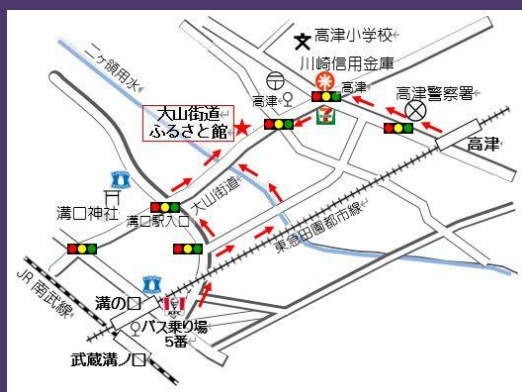 高津小学校
川崎信用金庫
二ヶ領用水
高津
高津
高津警察署
大山街道
ふるさと館
高津
溝口神社
大山街道
溝口駅入口
東急田園都市線
JR南武線
溝の口
バス乗り場
5番
武蔵溝ノ口